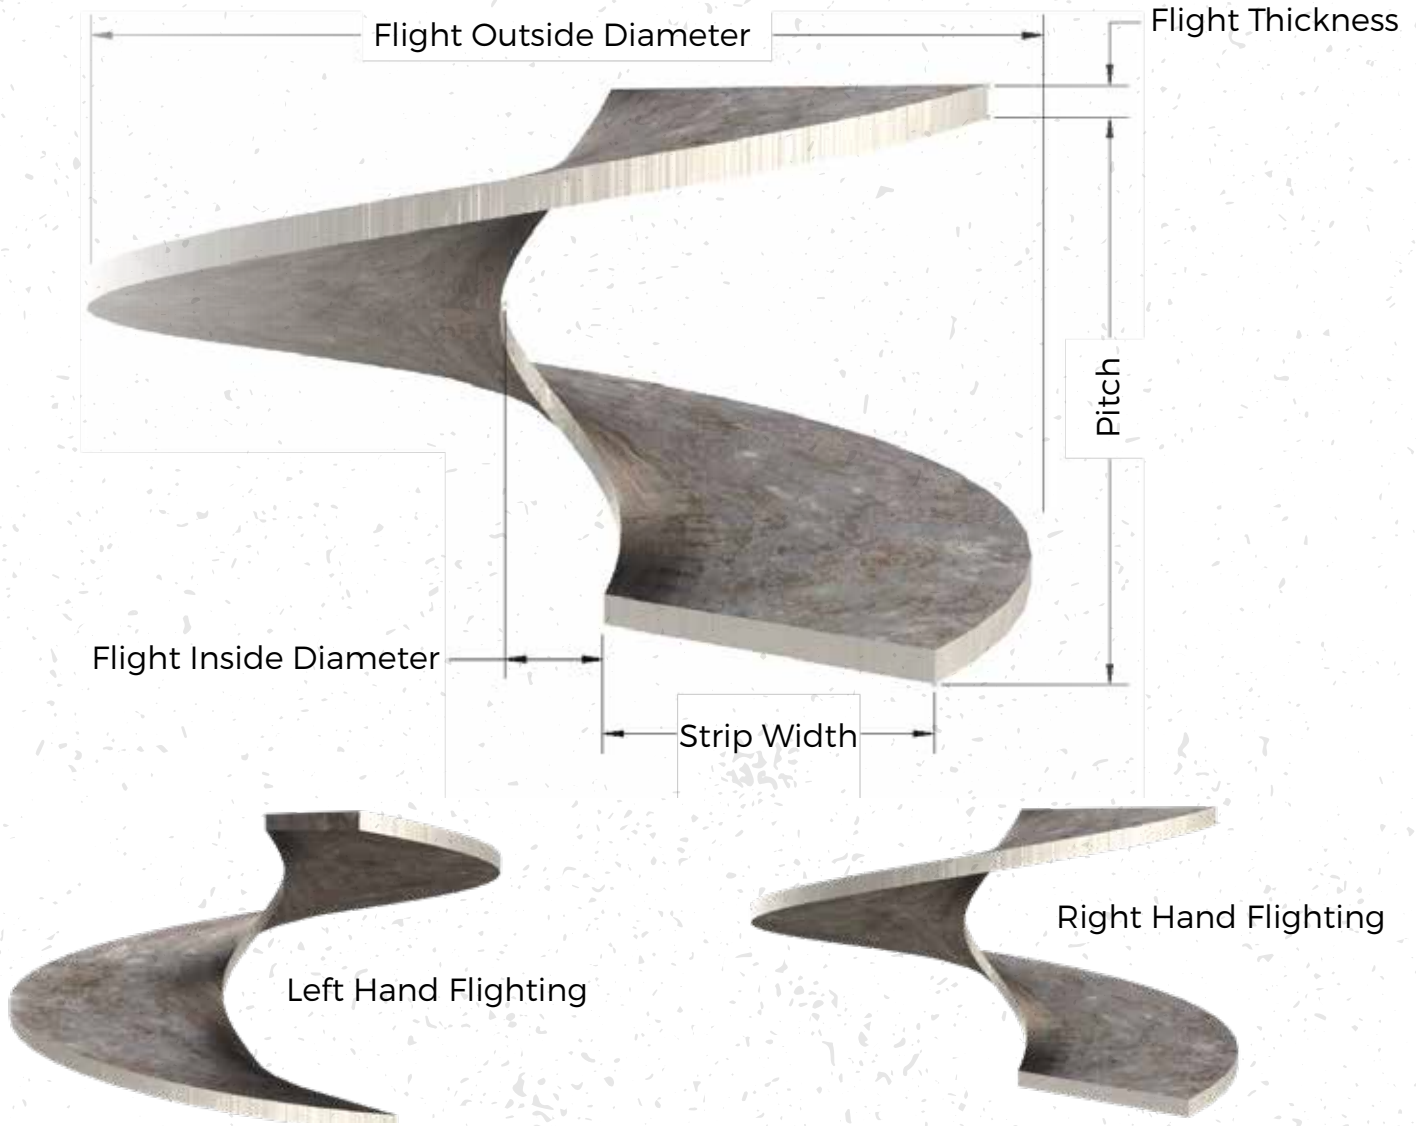 Flight Outside Diameter
Flight Thickness
Pitch
Flight Inside Diameter
Strip Width
Right Hand Flighting
Left Hand Flighting